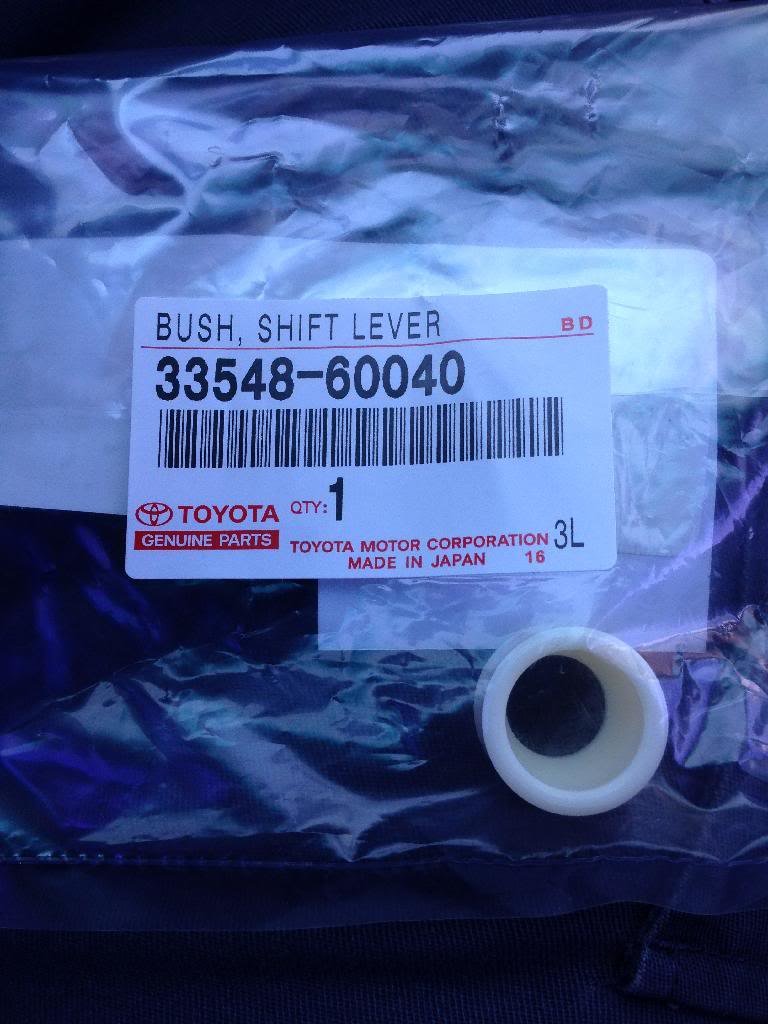 BUSH, SHIFT LEVER BD
33548-60040
TOYOTA QTY: 1
GENUINE PARTS
TOYOTA MOTOR CORPORATION 3L
MADE IN JAPAN 16